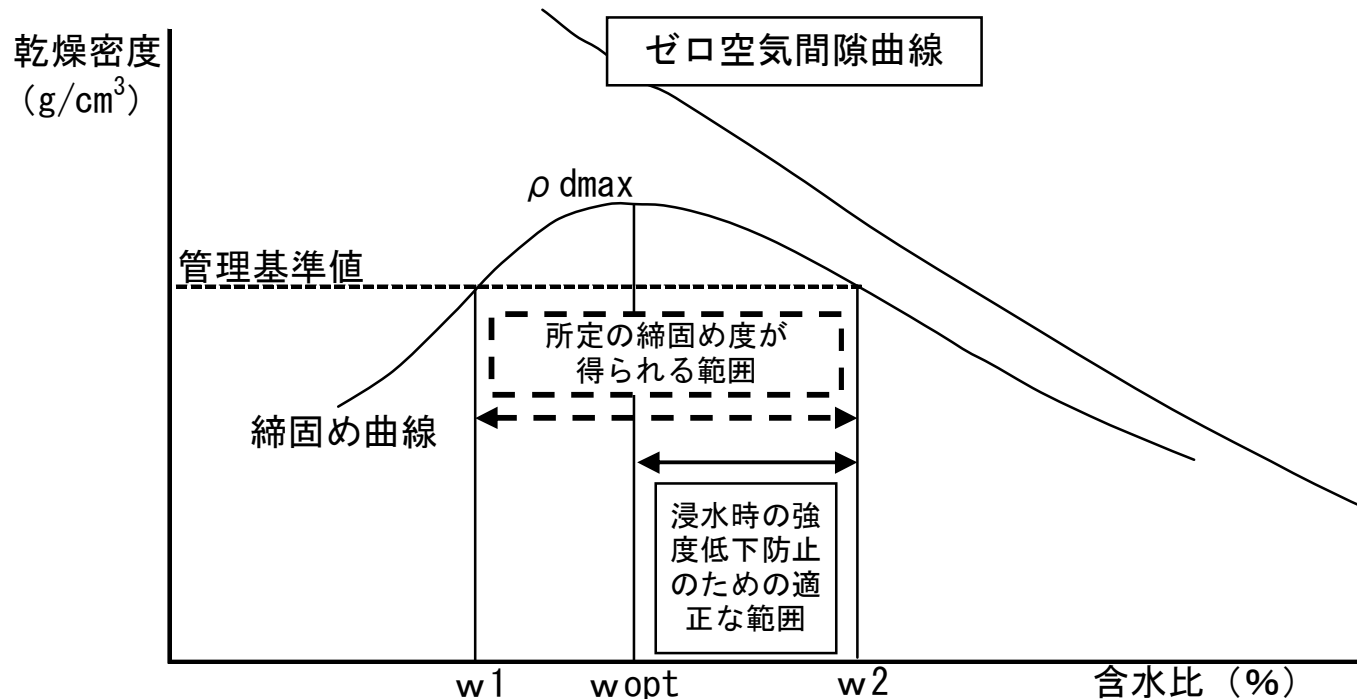 ゼロ空気間隙曲線
乾燥密度
(g/cm³)
ρdmax
管理基準値
所定の締固め度が
得られる範囲
締固め曲線
浸水時の強
度低下防止
のための適
正な範囲
w1
wopt
w2
含水比(%)